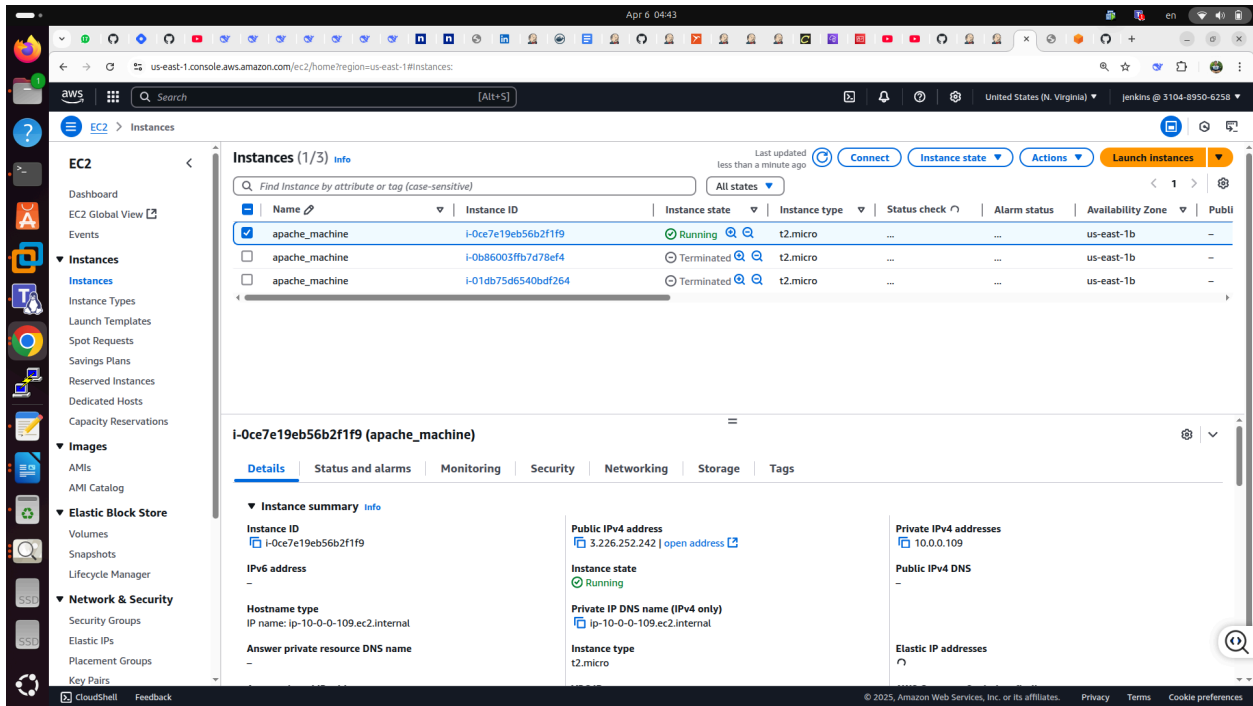 Apr 6 04:43
en
us-east-1.console.aws.amazon.com/ec2/home?region=us-east-1#Instances:
aws
Search
[Alt+S]
United States (N. Virginia)
jenkins @ 3104-8950-6258
EC2 > Instances
EC2
Dashboard
EC2 Global View
Events
Instances
Instances
Instance Types
Launch Templates
Spot Requests
Savings Plans
Reserved Instances
Dedicated Hosts
Capacity Reservations
Images
AMIs
AMI Catalog
Elastic Block Store
Volumes
Snapshots
Lifecycle Manager
Network & Security
Security Groups
Elastic IPs
Placement Groups
Key Pairs
Instances (1/3) Info
Last updated
less than a minute ago
Connect
Instance state
Actions
Launch instances
Find Instance by attribute or tag (case-sensitive)
All states
1
Name Instance ID Instance state Instance type Status check Alarm status Availability Zone Publi
apache_machine i-0ce7e19eb56b2f1f9 Running t2.micro ... ... us-east-1b –
apache_machine i-0b86003ffb7d78ef4 Terminated t2.micro ... ... us-east-1b –
apache_machine i-01db75d6540bdf264 Terminated t2.micro ... ... us-east-1b –
i-0ce7e19eb56b2f1f9 (apache_machine)
Details Status and alarms Monitoring Security Networking Storage Tags
Instance summary Info
Instance ID
i-0ce7e19eb56b2f1f9
Public IPv4 address
3.226.252.242 | open address
Private IPv4 addresses
10.0.0.109
IPv6 address
–
Instance state
Running
Public IPv4 DNS
–
Hostname type
IP name: ip-10-0-0-109.ec2.internal
Private IP DNS name (IPv4 only)
ip-10-0-0-109.ec2.internal
Answer private resource DNS name
–
Instance type
t2.micro
Elastic IP addresses
CloudShell Feedback
© 2025, Amazon Web Services, Inc. or its affiliates. Privacy Terms Cookie preferences